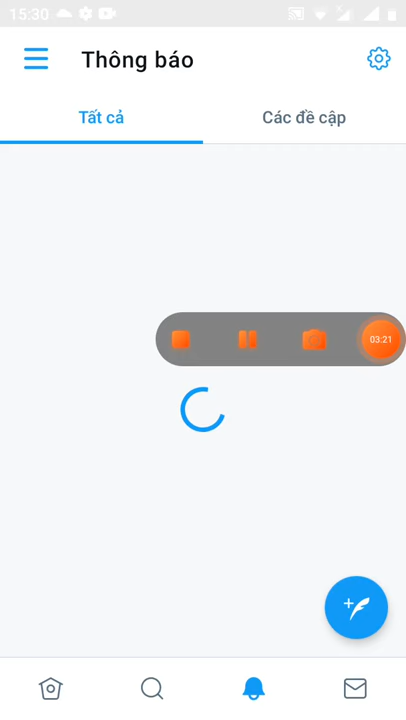 15:30
Thông báo
Tất cả
Các đề cập
03:21